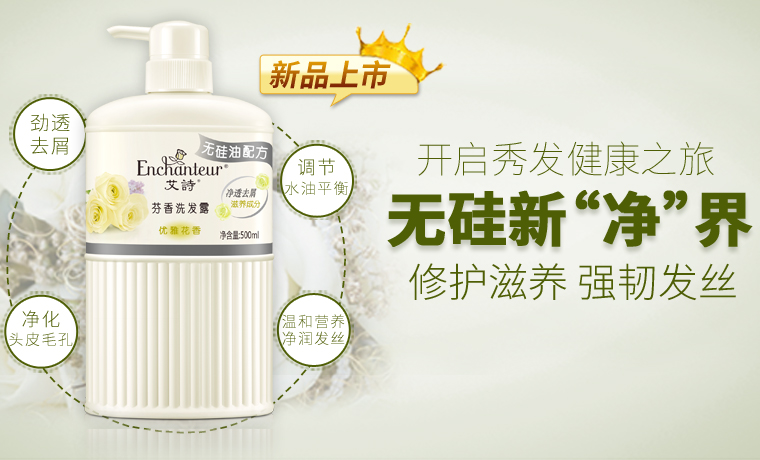 新品上市
劲透
去屑
调节
水油平衡
净化
头皮毛孔
温和营养
净润发丝
无硅油配方
Enchanteur®
艾詩®
净透去屑
滋养成分
芬香洗发露
优雅花香
净含量:500ml
开启秀发健康之旅
无硅新“净”界
修护滋养 强韧发丝